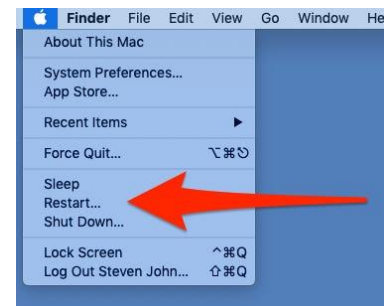 Finder File Edit View Go Window He
About This Mac
System Preferences...
App Store...
Recent Items
Force Quit... ⌥⌘⎋
Sleep
Restart...
Shut Down...
Lock Screen ^⌘Q
Log Out Steven John... ⇧⌘Q